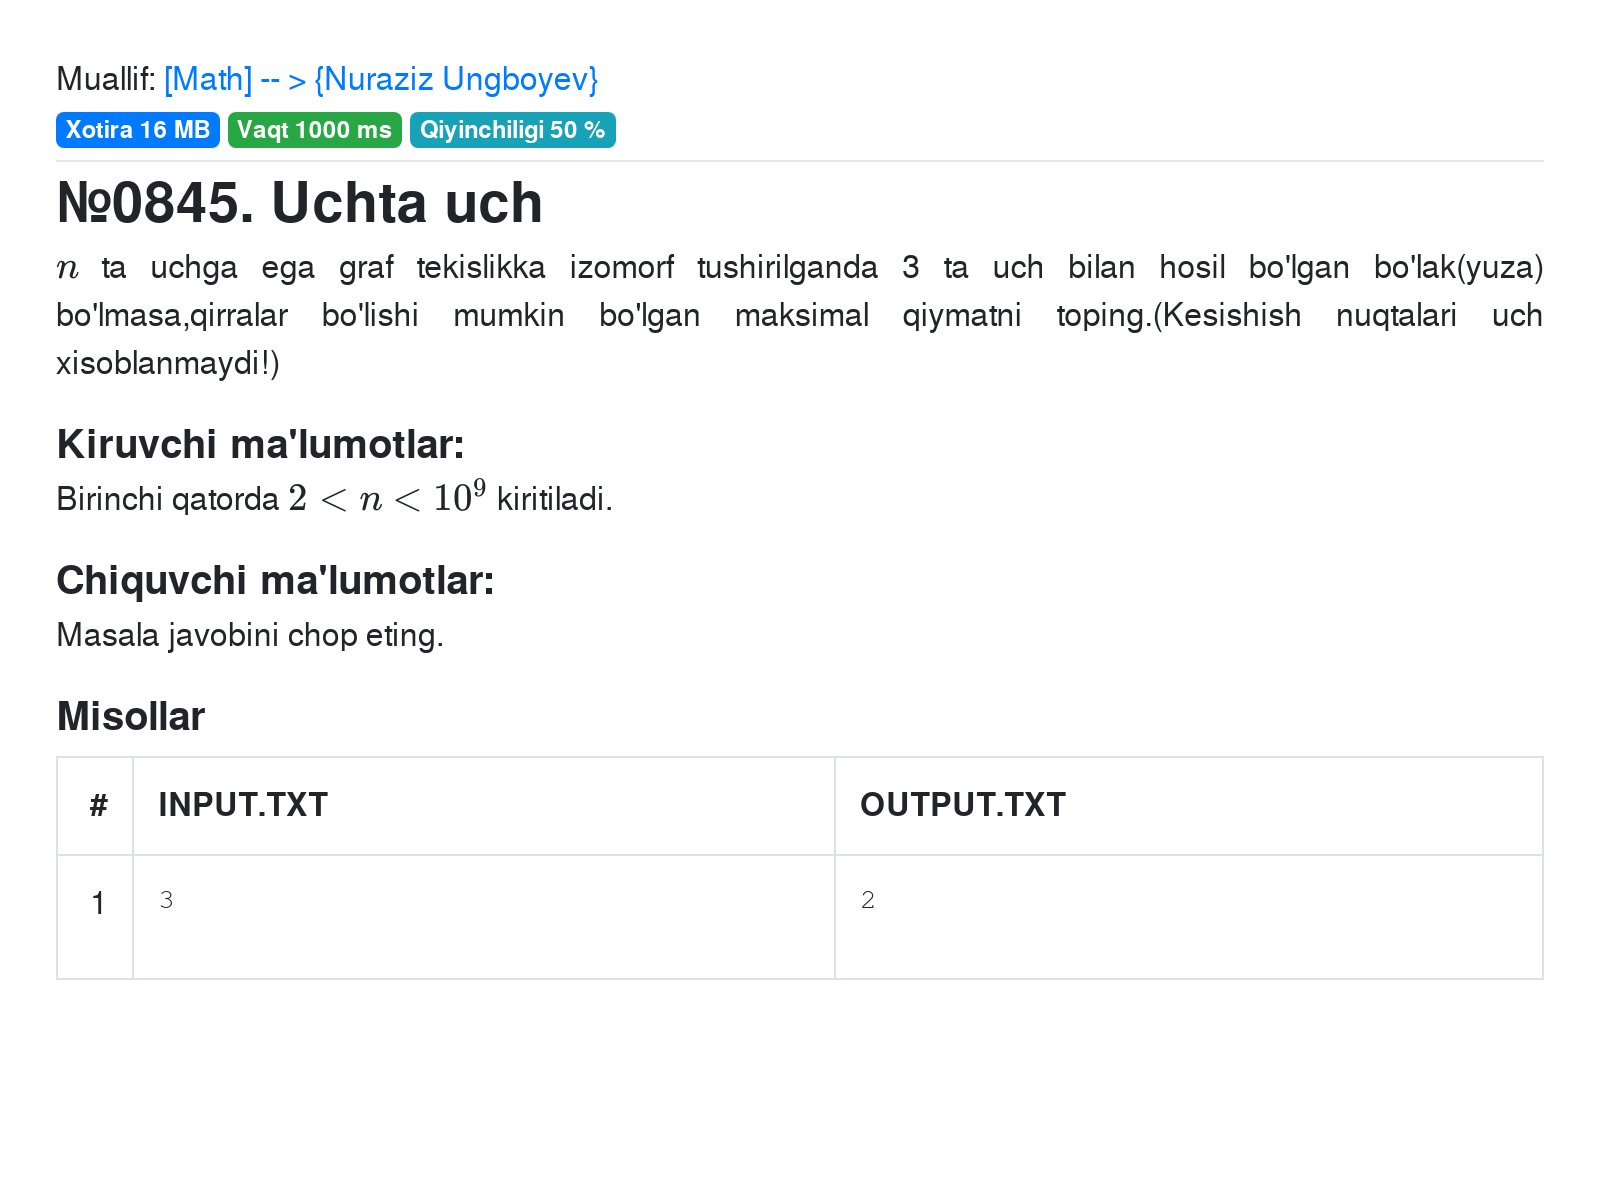 Muallif: [Math] -- > {Nuraziz Ungboyev}
Xotira 16 MB Vaqt 1000 ms Qiyinchiligi 50 %
№0845. Uchta uch
n ta uchga ega graf tekislikka izomorf tushirilganda 3 ta uch bilan hosil bo'lgan bo'lak(yuza)
bo'lmasa,qirralar bo'lishi mumkin bo'lgan maksimal qiymatni toping.(Kesishish nuqtalari uch
xisoblanmaydi!)
Kiruvchi ma'lumotlar:
Birinchi qatorda 2 < n < 10⁹ kiritiladi.
Chiquvchi ma'lumotlar:
Masala javobini chop eting.
Misollar
# INPUT.TXT OUTPUT.TXT
1 3 2